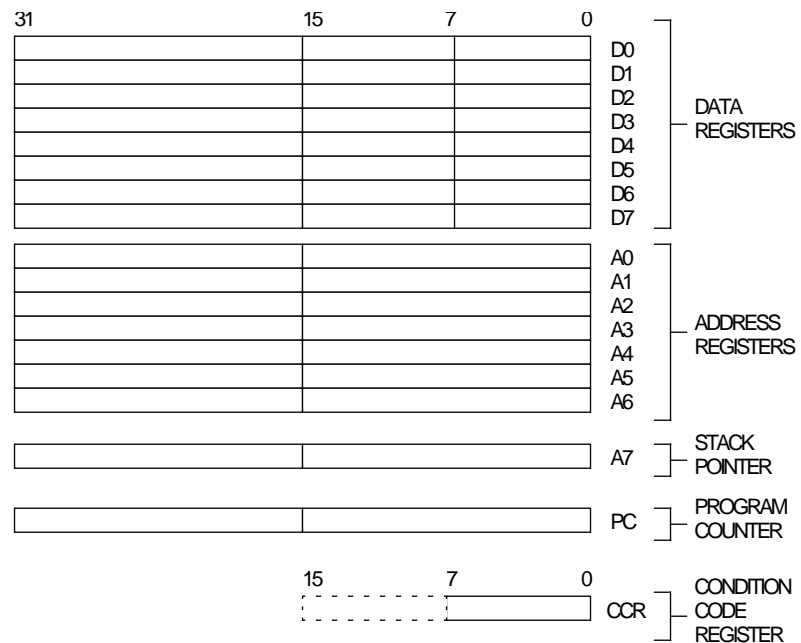 31 15 7 0
D0
D1
D2
D3
D4
D5
D6
D7
DATA
REGISTERS
A0
A1
A2
A3
A4
A5
A6
ADDRESS
REGISTERS
A7
STACK
POINTER
PC
PROGRAM
COUNTER
15 7 0
CCR
CONDITION
CODE
REGISTER